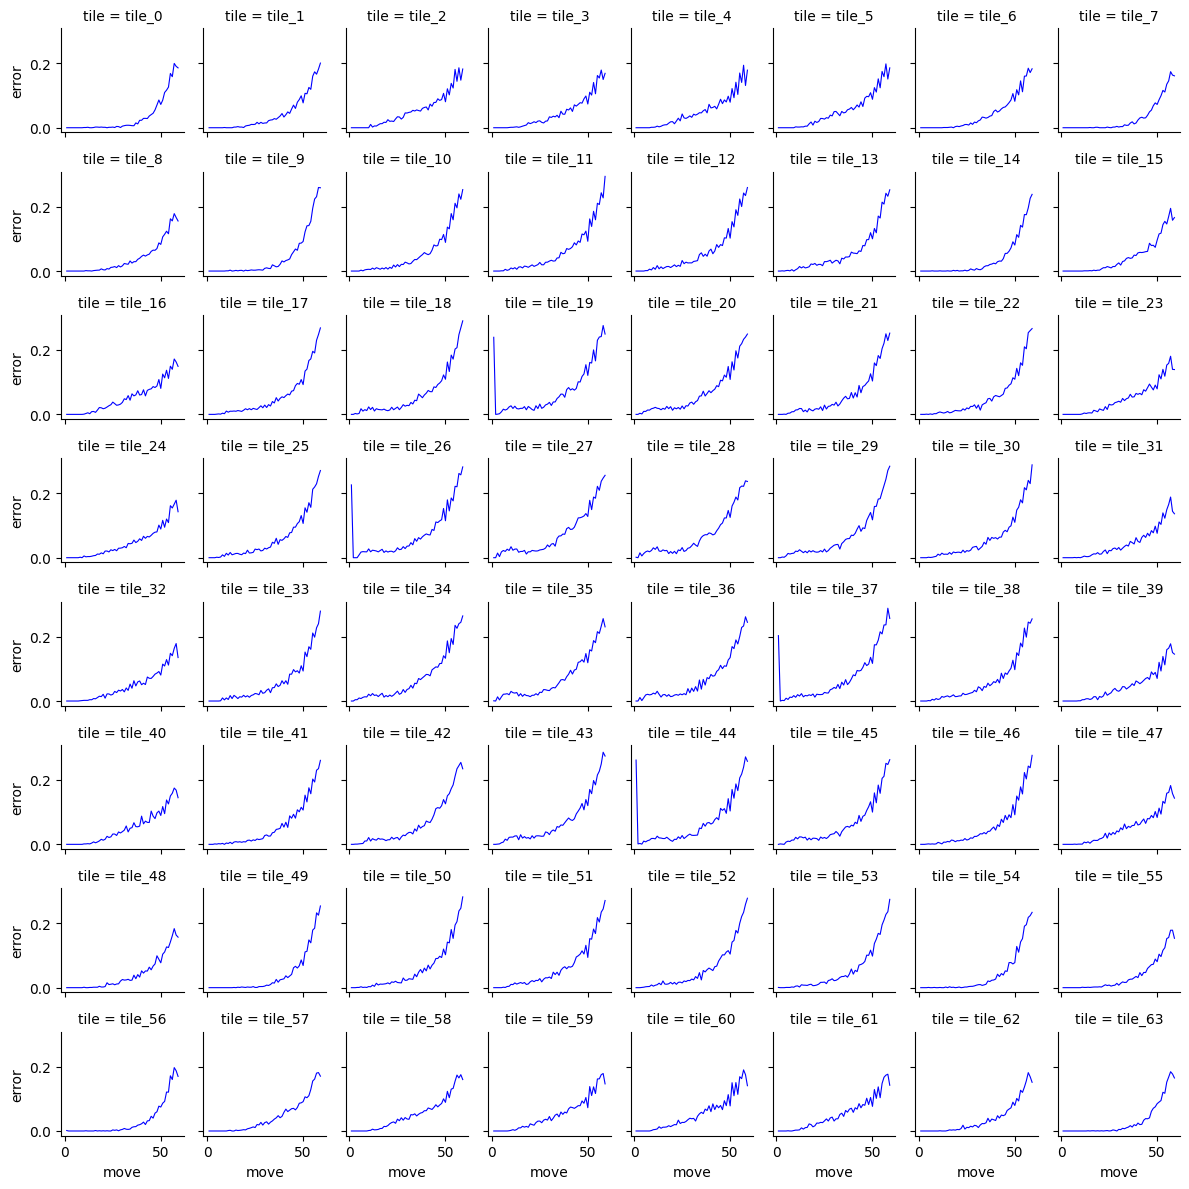 tile = tile_0 tile = tile_1 tile = tile_2 tile = tile_3 tile = tile_4 tile = tile_5 tile = tile_6 tile = tile_7
0.2
error
0.0
tile = tile_8 tile = tile_9 tile = tile_10 tile = tile_11 tile = tile_12 tile = tile_13 tile = tile_14 tile = tile_15
0.2
error
0.0
tile = tile_16 tile = tile_17 tile = tile_18 tile = tile_19 tile = tile_20 tile = tile_21 tile = tile_22 tile = tile_23
0.2
error
0.0
tile = tile_24 tile = tile_25 tile = tile_26 tile = tile_27 tile = tile_28 tile = tile_29 tile = tile_30 tile = tile_31
0.2
error
0.0
tile = tile_32 tile = tile_33 tile = tile_34 tile = tile_35 tile = tile_36 tile = tile_37 tile = tile_38 tile = tile_39
0.2
error
0.0
tile = tile_40 tile = tile_41 tile = tile_42 tile = tile_43 tile = tile_44 tile = tile_45 tile = tile_46 tile = tile_47
0.2
error
0.0
tile = tile_48 tile = tile_49 tile = tile_50 tile = tile_51 tile = tile_52 tile = tile_53 tile = tile_54 tile = tile_55
0.2
error
0.0
tile = tile_56 tile = tile_57 tile = tile_58 tile = tile_59 tile = tile_60 tile = tile_61 tile = tile_62 tile = tile_63
0.2
error
0.0
0 50 0 50 0 50 0 50 0 50 0 50 0 50 0 50
move move move move move move move move